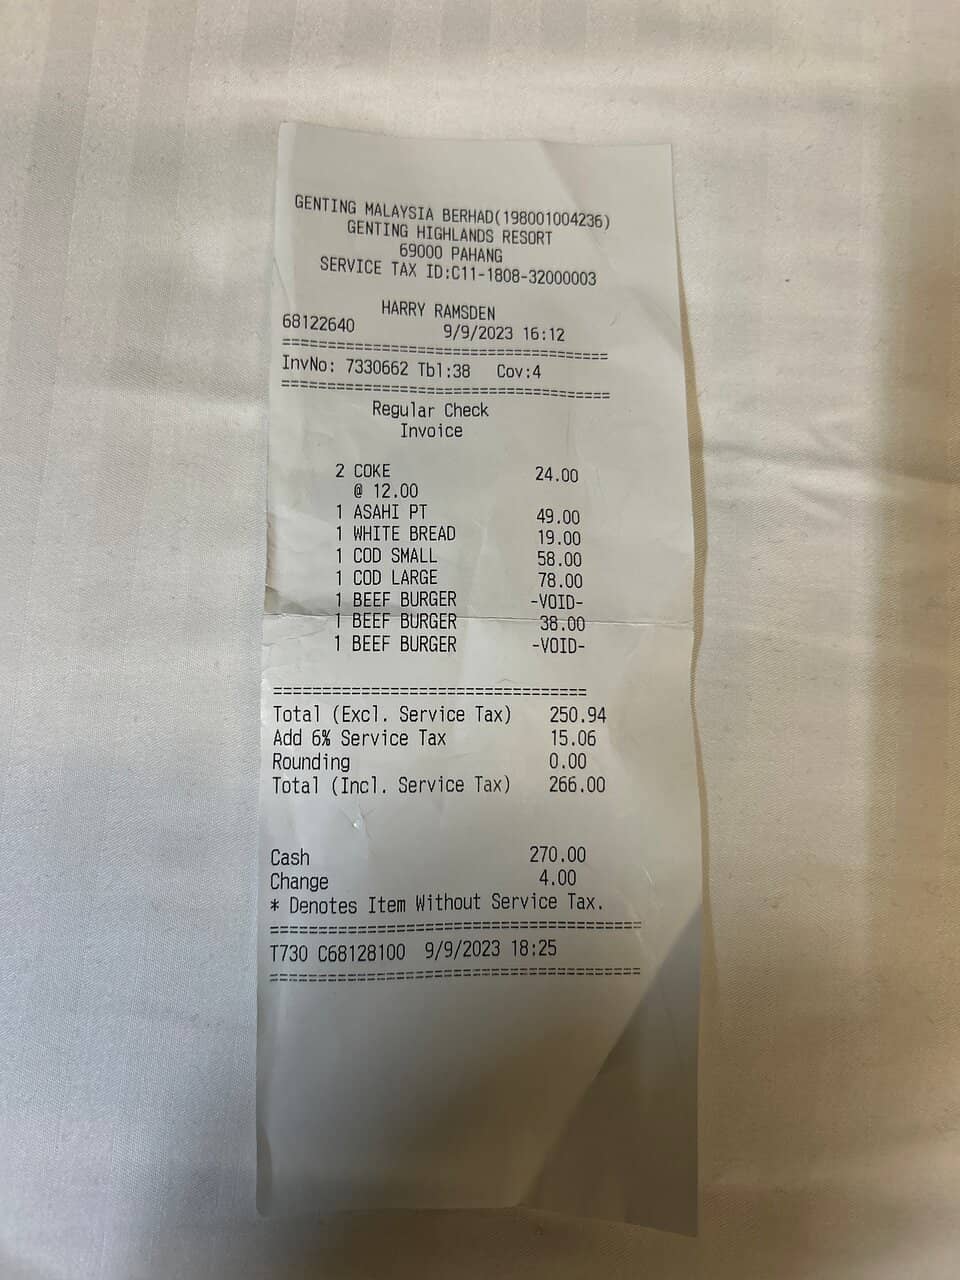 GENTING MALAYSIA BERHAD(198001004236)
GENTING HIGHLANDS RESORT
69000 PAHANG
SERVICE TAX ID:C11-1808-32000003
HARRY RAMSDEN
68122640 9/9/2023 16:12
==================================
InvNo: 7330662 Tbl:38 Cov:4
==================================
Regular Check
Invoice
2 COKE 24.00
@ 12.00
1 ASAHI PT 49.00
1 WHITE BREAD 19.00
1 COD SMALL 58.00
1 COD LARGE 78.00
1 BEEF BURGER -VOID-
1 BEEF BURGER 38.00
1 BEEF BURGER -VOID-
==================================
Total (Excl. Service Tax) 250.94
Add 6% Service Tax 15.06
Rounding 0.00
Total (Incl. Service Tax) 266.00
Cash 270.00
Change 4.00
* Denotes Item Without Service Tax.
======================================
T730 C68128100 9/9/2023 18:25
======================================